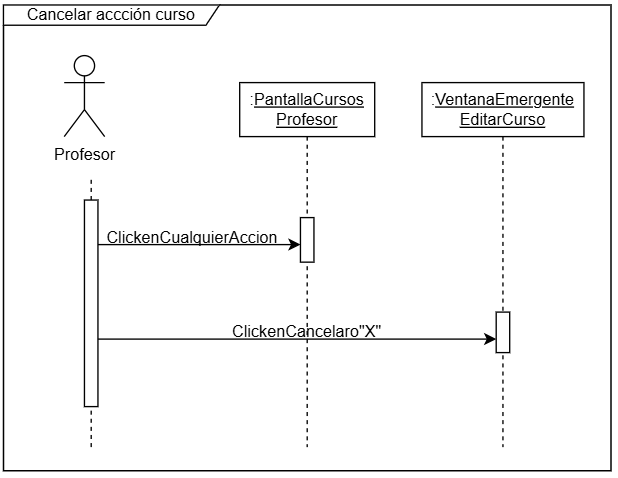 Cancelar accción curso
:PantallaCursos
Profesor
:VentanaEmergente
EditarCurso
Profesor
ClickenCualquierAccion
ClickenCancelaro"X"